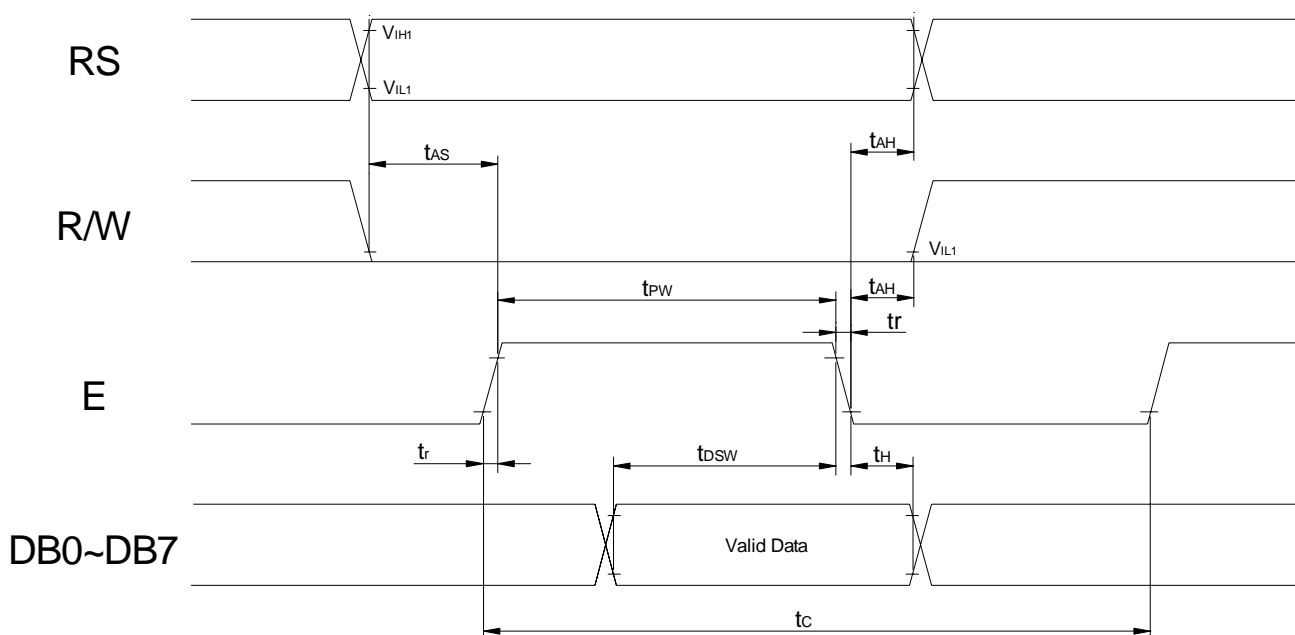 RS
VIH1
VIL1
tAS
tAH
R/W
VIL1
tPW
tAH
tr
E
tr
tDSW
tH
DB0~DB7
Valid Data
tC